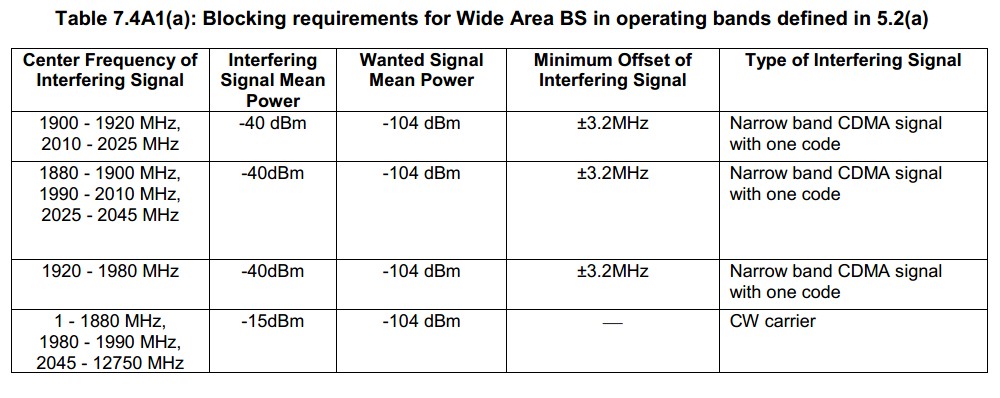 Table 7.4A1(a): Blocking requirements for Wide Area BS in operating bands defined in 5.2(a)
Center Frequency of Interfering Signal
Interfering Signal Mean Power
Wanted Signal Mean Power
Minimum Offset of Interfering Signal
Type of Interfering Signal
1900 - 1920 MHz,
2010 - 2025 MHz
-40 dBm
-104 dBm
±3.2MHz
Narrow band CDMA signal
with one code
1880 - 1900 MHz,
1990 - 2010 MHz,
2025 - 2045 MHz
-40dBm
-104 dBm
±3.2MHz
Narrow band CDMA signal
with one code
1920 - 1980 MHz
-40dBm
-104 dBm
±3.2MHz
Narrow band CDMA signal
with one code
1 - 1880 MHz,
1980 - 1990 MHz,
2045 - 12750 MHz
-15dBm
-104 dBm
—
CW carrier